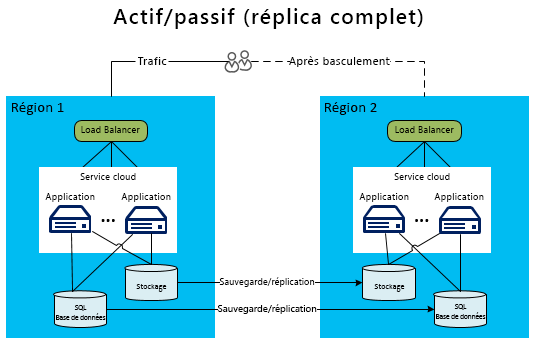 Actif/passif (réplica complet)
Trafic
Après basculement
Région 1
Région 2
Load Balancer
Load Balancer
Service cloud
Service cloud
Application
Application
Application
Application
Stockage
Sauvegarde/réplication
Stockage
SQL
Base de données
Sauvegarde/réplication
SQL
Base de données